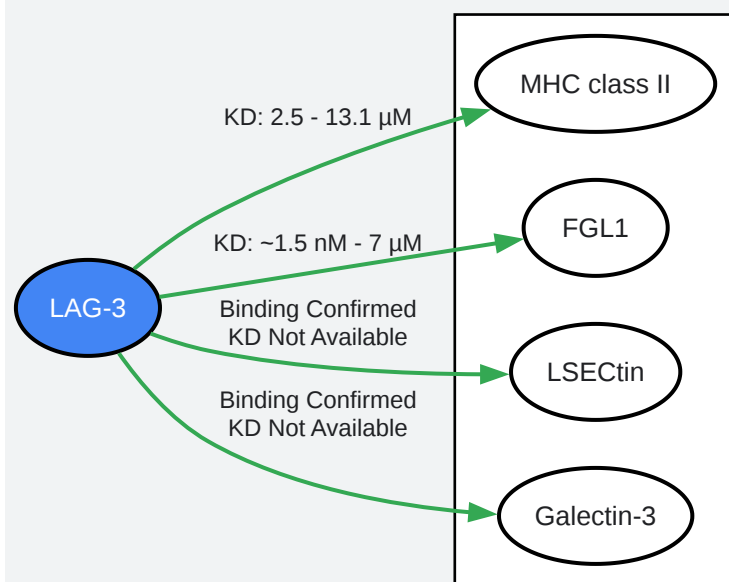 MHC class II
KD: 2.5 - 13.1 µM
FGL1
KD: ~1.5 nM - 7 µM
LAG-3
Binding Confirmed
KD Not Available
LSECtin
Binding Confirmed
KD Not Available
Galectin-3